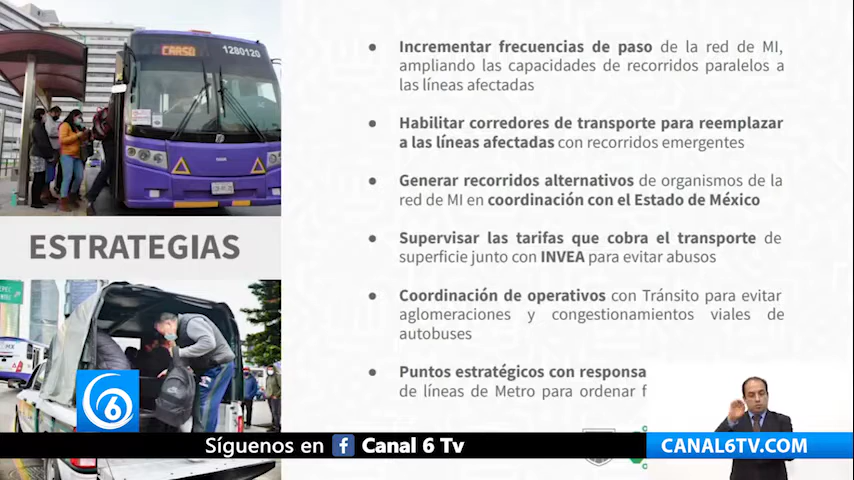 CARSO
1280120
ESTRATEGIAS
• Incrementar frecuencias de paso de la red de MI,
ampliando las capacidades de recorridos paralelos a
las líneas afectadas
• Habilitar corredores de transporte para reemplazar
a las líneas afectadas con recorridos emergentes
• Generar recorridos alternativos de organismos de la
red de MI en coordinación con el Estado de México
• Supervisar las tarifas que cobra el transporte de
superficie junto con INVEA para evitar abusos
• Coordinación de operativos con Tránsito para evitar
aglomeraciones y congestionamientos viales de
autobuses
• Puntos estratégicos con responsa
de líneas de Metro para ordenar f
6
Síguenos en f Canal 6 Tv
CANAL6TV.COM